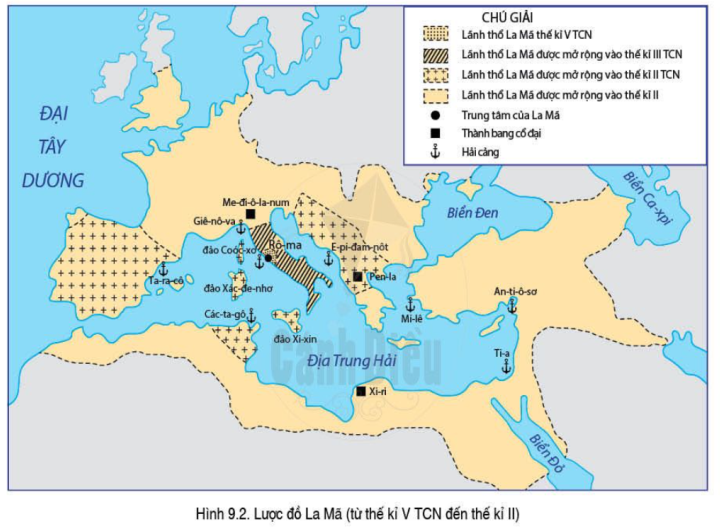 CHÚ GIẢI
Lãnh thổ La Mã thế kỉ V TCN
Lãnh thổ La Mã được mở rộng vào thế kỉ III TCN
Lãnh thổ La Mã được mở rộng vào thế kỉ II TCN
Lãnh thổ La Mã được mở rộng vào thế kỉ II
Trung tâm của La Mã
Thành bang cổ đại
Hải cảng
ĐẠI
TÂY
DƯƠNG
Biển Ca-xpi
Biển Đen
Me-đi-ô-la-num
Giê-nô-va
Rô-ma
đảo Coóc-xơ
E-pi-đam-nốt
Pen-la
Ta-ra-cô
đảo Xác-đe-nhơ
An-ti-ô-sơ
Mi-lê
Các-ta-gô
đảo Xi-xin
Địa Trung Hải
Ti-a
Cánh Diều
Xi-ri
Biển Đỏ
Hình 9.2. Lược đồ La Mã (từ thế kỉ V TCN đến thế kỉ II)